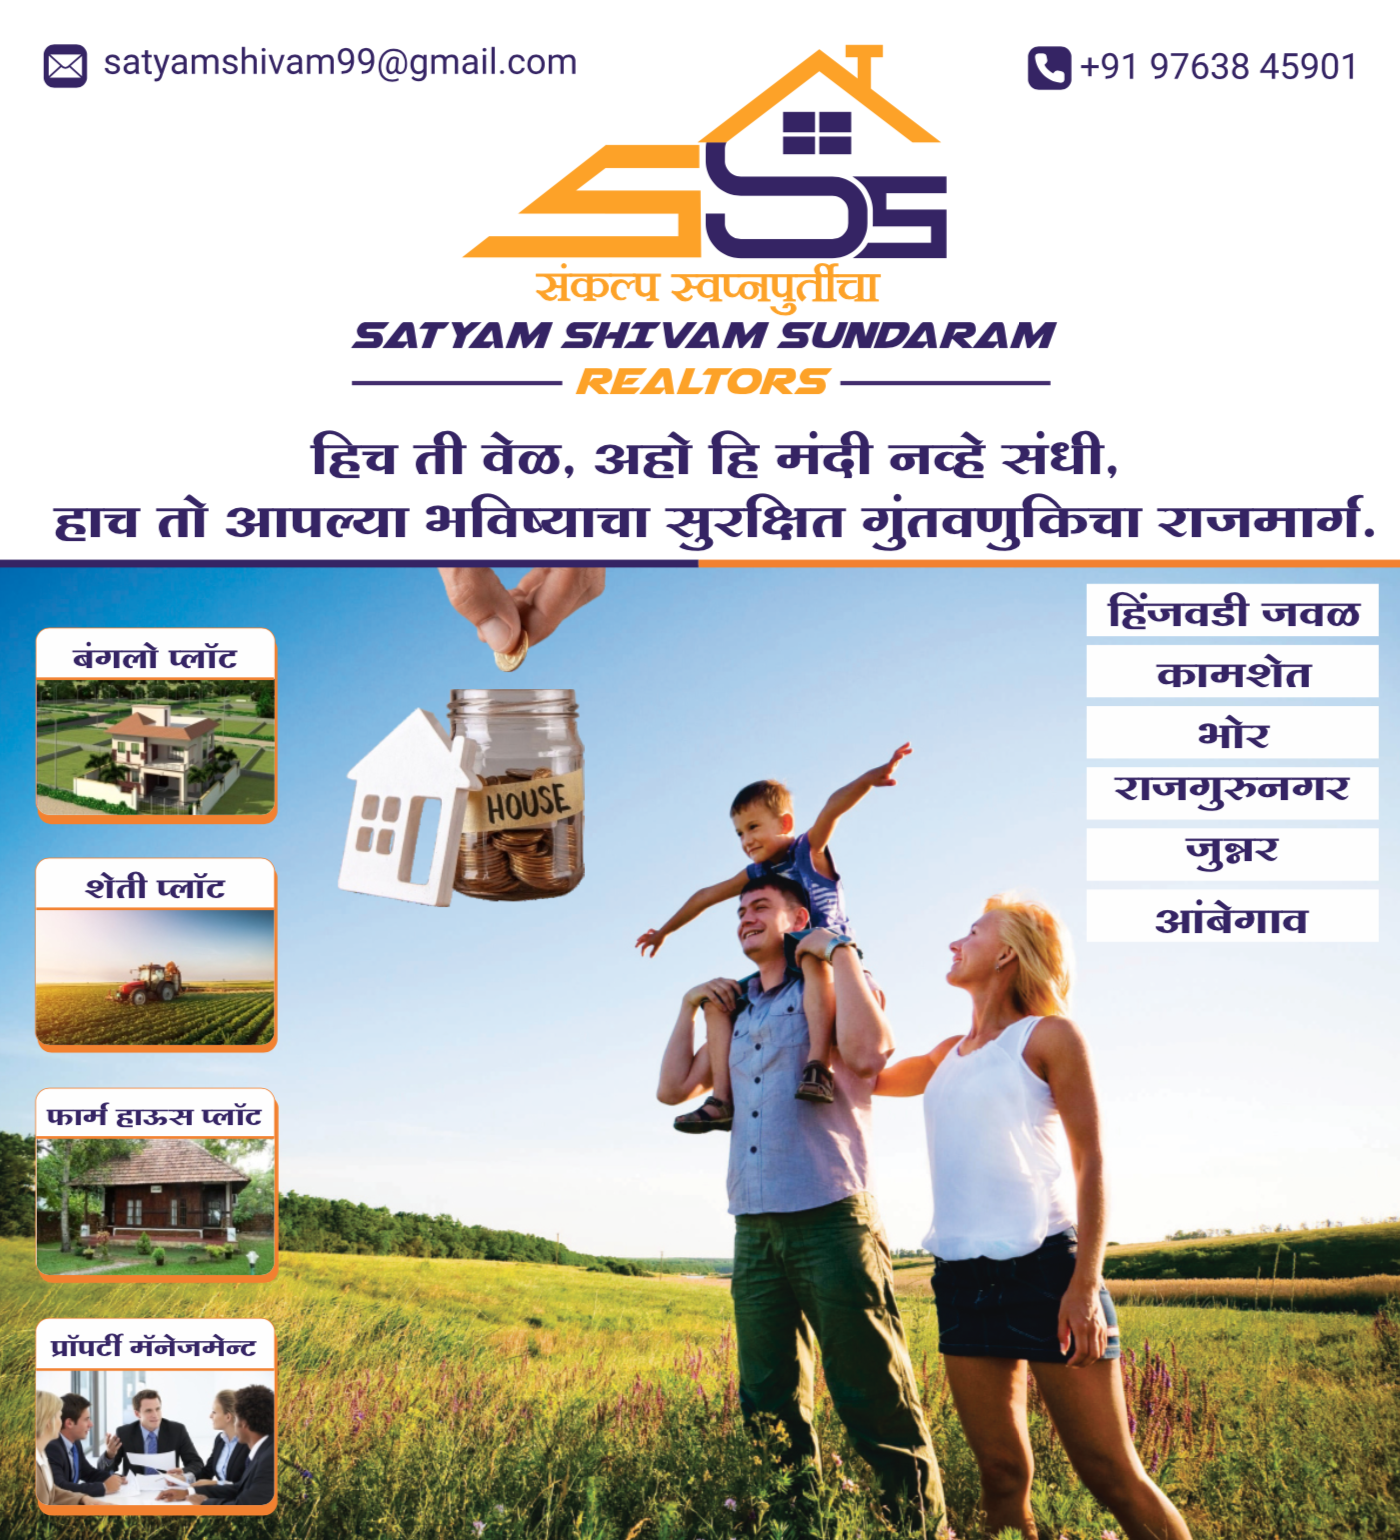 satyamshivam99@gmail.com
+91 97638 45901
SSS
संकल्प स्वप्नपुर्तीचा
SATYAM SHIVAM SUNDARAM
REALTORS
हिच ती वेळ, अहो हि मंदी नव्हे संधी,
हाच तो आपल्या भविष्याचा सुरक्षित गुंतवणुकिचा राजमार्ग.
बंगलो प्लॉट
शेती प्लॉट
फार्म हाऊस प्लॉट
प्रॉपर्टी मॅनेजमेन्ट
HOUSE
हिंजवडी जवळ
कामशेत
भोर
राजगुरुनगर
जुन्नर
आंबेगाव